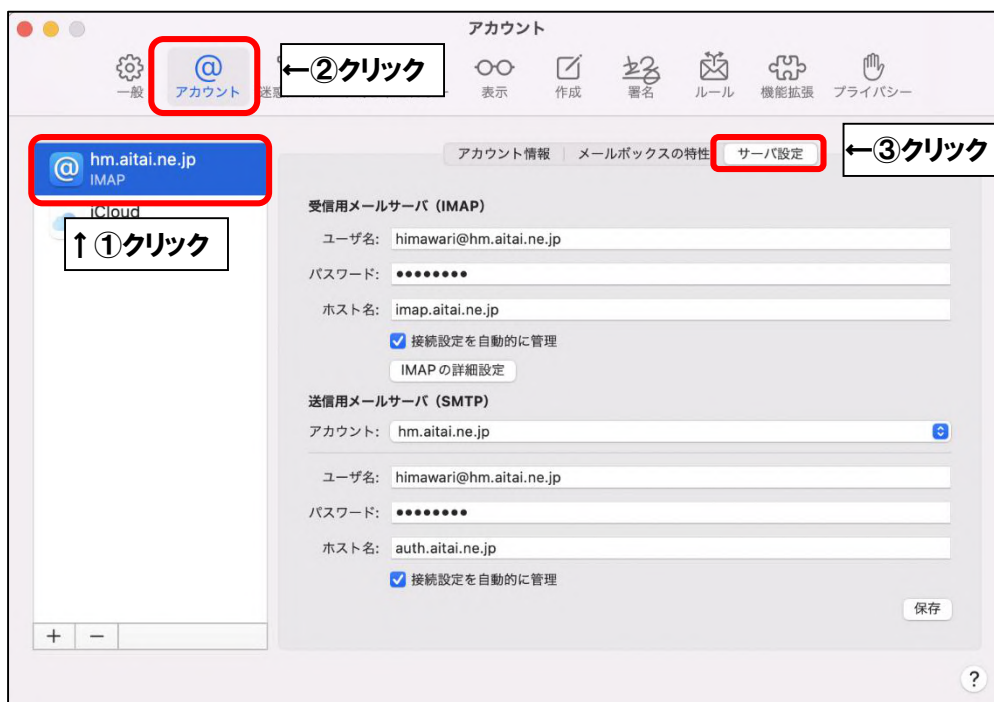 アカウント
一般
アカウント
迷惑
←②クリック
表示
作成
署名
ルール
機能拡張
プライバシー
hm.aitai.ne.jp
IMAP
iCloud
↑①クリック
アカウント情報
メールボックスの特性
サーバ設定
←③クリック
受信用メールサーバ（IMAP）
ユーザ名: himawari@hm.aitai.ne.jp
パスワード: ●●●●●●●●
ホスト名: imap.aitai.ne.jp
接続設定を自動的に管理
IMAPの詳細設定
送信用メールサーバ（SMTP）
アカウント: hm.aitai.ne.jp
ユーザ名: himawari@hm.aitai.ne.jp
パスワード: ●●●●●●●●
ホスト名: auth.aitai.ne.jp
接続設定を自動的に管理
保存
+ −
?